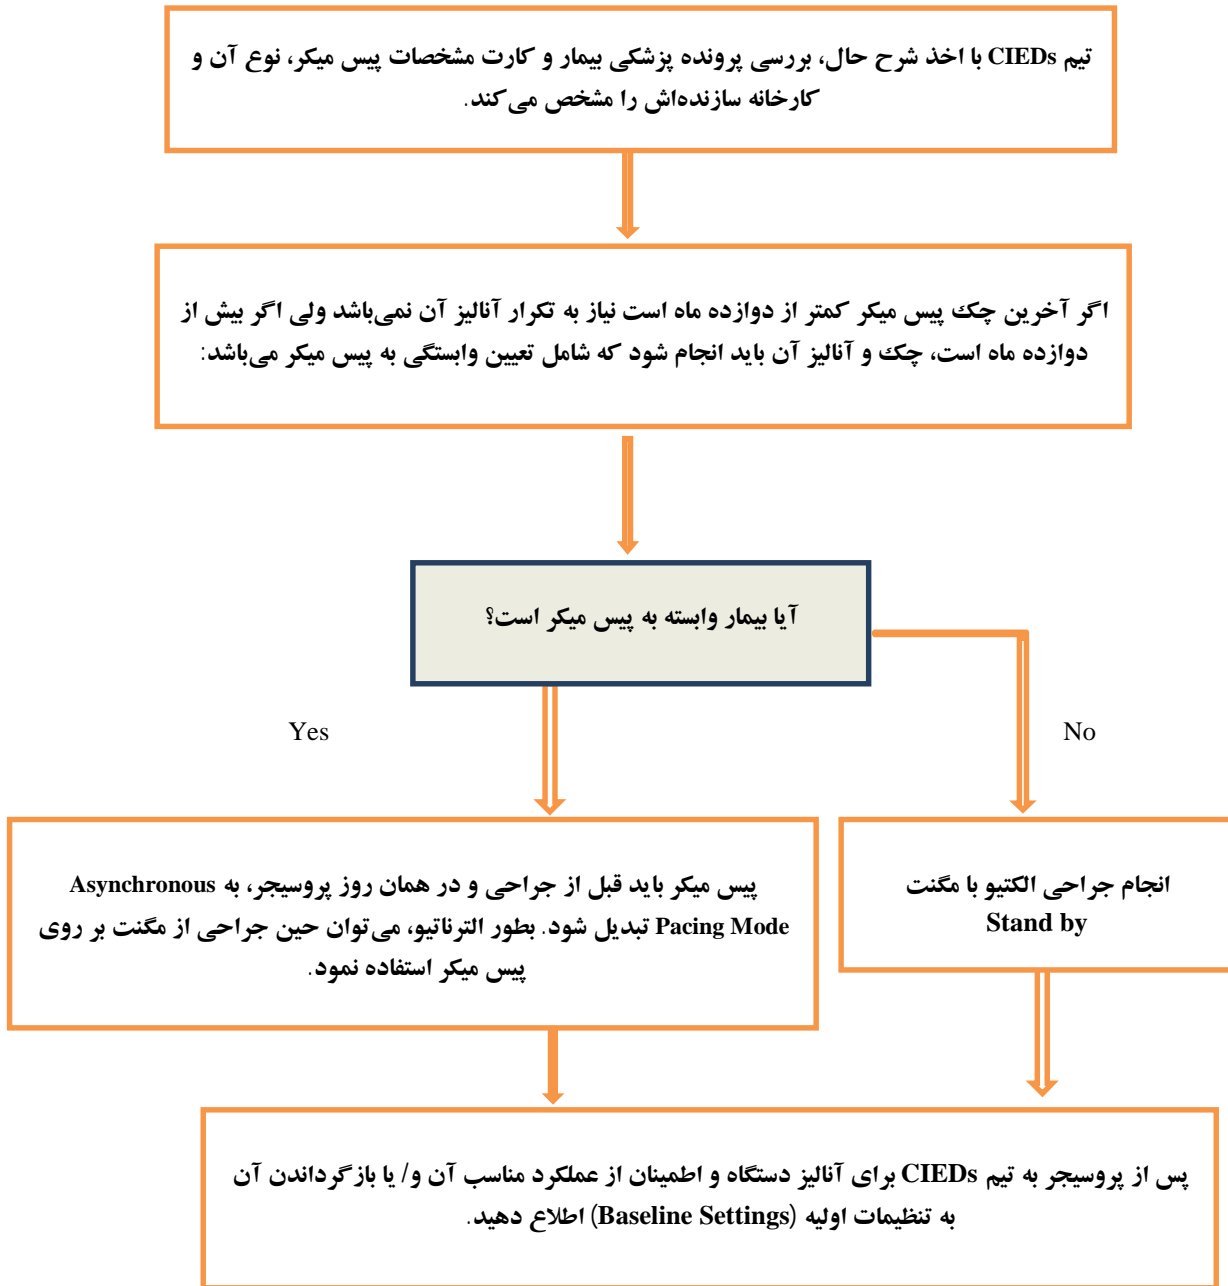 تیم CIEDs با اخذ شرح حال، بررسی پرونده پزشکی بیمار و کارت مشخصات پیس میکر، نوع آن و
کارخانه سازنده‌اش را مشخص می‌کند.
اگر آخرین چک پیس میکر کمتر از دوازده ماه است نیاز به تکرار آنالیز آن نمی‌باشد ولی اگر بیش از
دوازده ماه است، چک و آنالیز آن باید انجام شود که شامل تعیین وابستگی به پیس میکر می‌باشد:
آیا بیمار وابسته به پیس میکر است؟
Yes
No
پیس میکر باید قبل از جراحی و در همان روز پروسیجر، به Asynchronous
Pacing Mode تبدیل شود. بطور الترناتیو، می‌توان حین جراحی از مگنت بر روی
پیس میکر استفاده نمود.
انجام جراحی الکتیو با مگنت
Stand by
پس از پروسیجر به تیم CIEDs برای آنالیز دستگاه و اطمینان از عملکرد مناسب آن و/ یا بازگرداندن آن
به تنظیمات اولیه (Baseline Settings) اطلاع دهید.